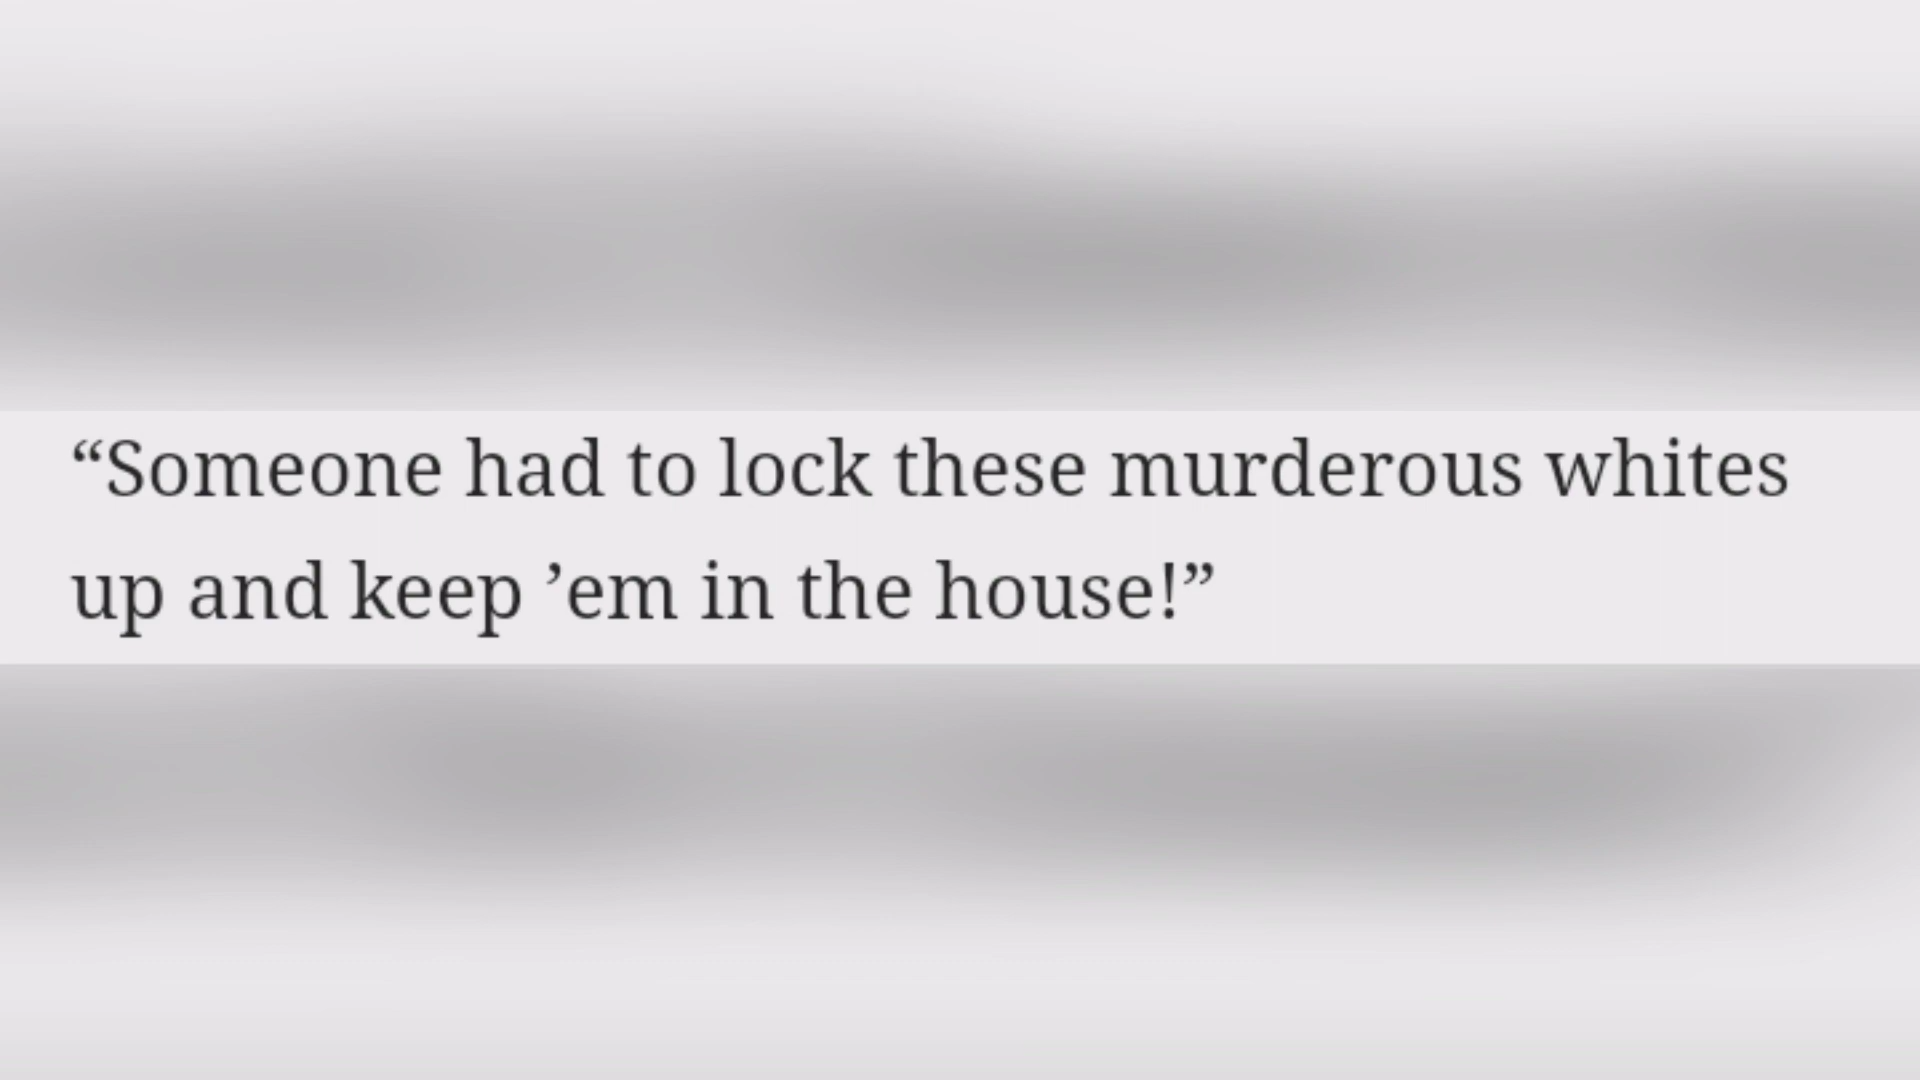 “Someone had to lock these murderous whites
up and keep ’em in the house!”